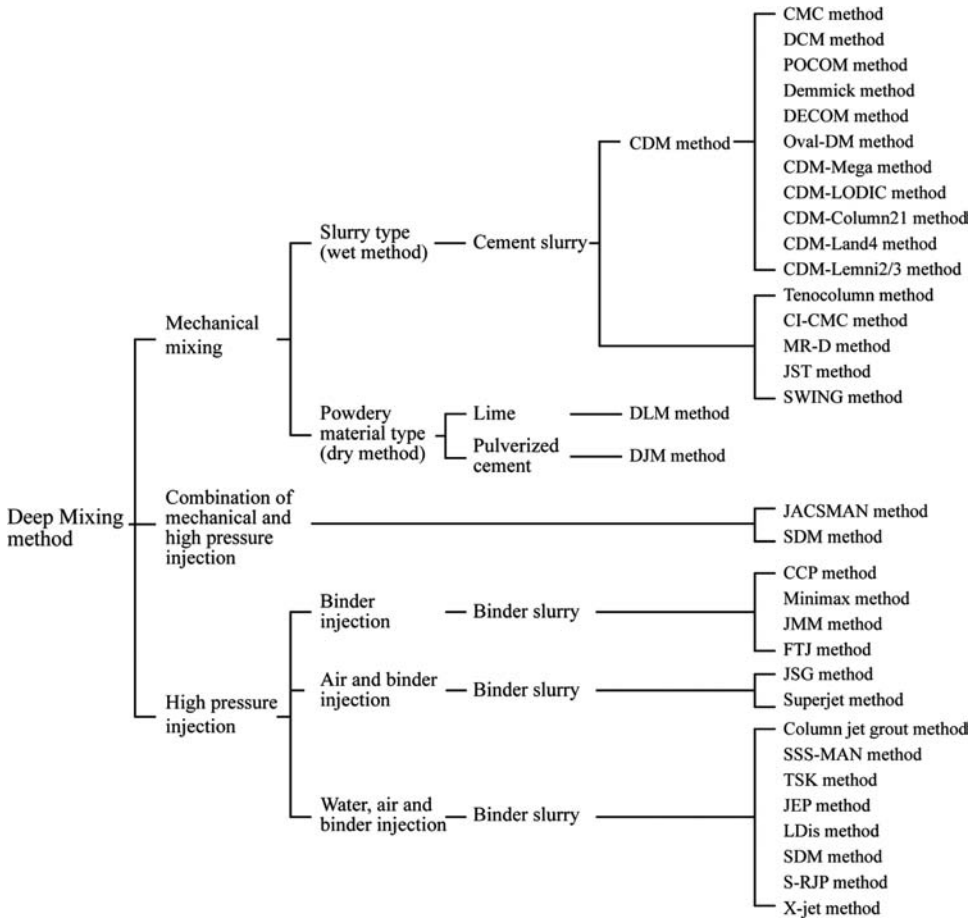 Deep Mixing
method
Mechanical
mixing
Slurry type
(wet method)
Cement slurry
CDM method
CMC method
DCM method
POCOM method
Demmick method
DECOM method
Oval-DM method
CDM-Mega method
CDM-LODIC method
CDM-Column21 method
CDM-Land4 method
CDM-Lemni2/3 method
Tenocolumn method
CI-CMC method
MR-D method
JST method
SWING method
Powdery
material type
(dry method)
Lime
DLM method
Pulverized
cement
DJM method
Combination of
mechanical and
high pressure
injection
JACSMAN method
SDM method
High pressure
injection
Binder
injection
Binder slurry
CCP method
Minimax method
JMM method
FTJ method
Air and binder
injection
Binder slurry
JSG method
Superjet method
Water, air and
binder injection
Binder slurry
Column jet grout method
SSS-MAN method
TSK method
JEP method
LDis method
SDM method
S-RJP method
X-jet method